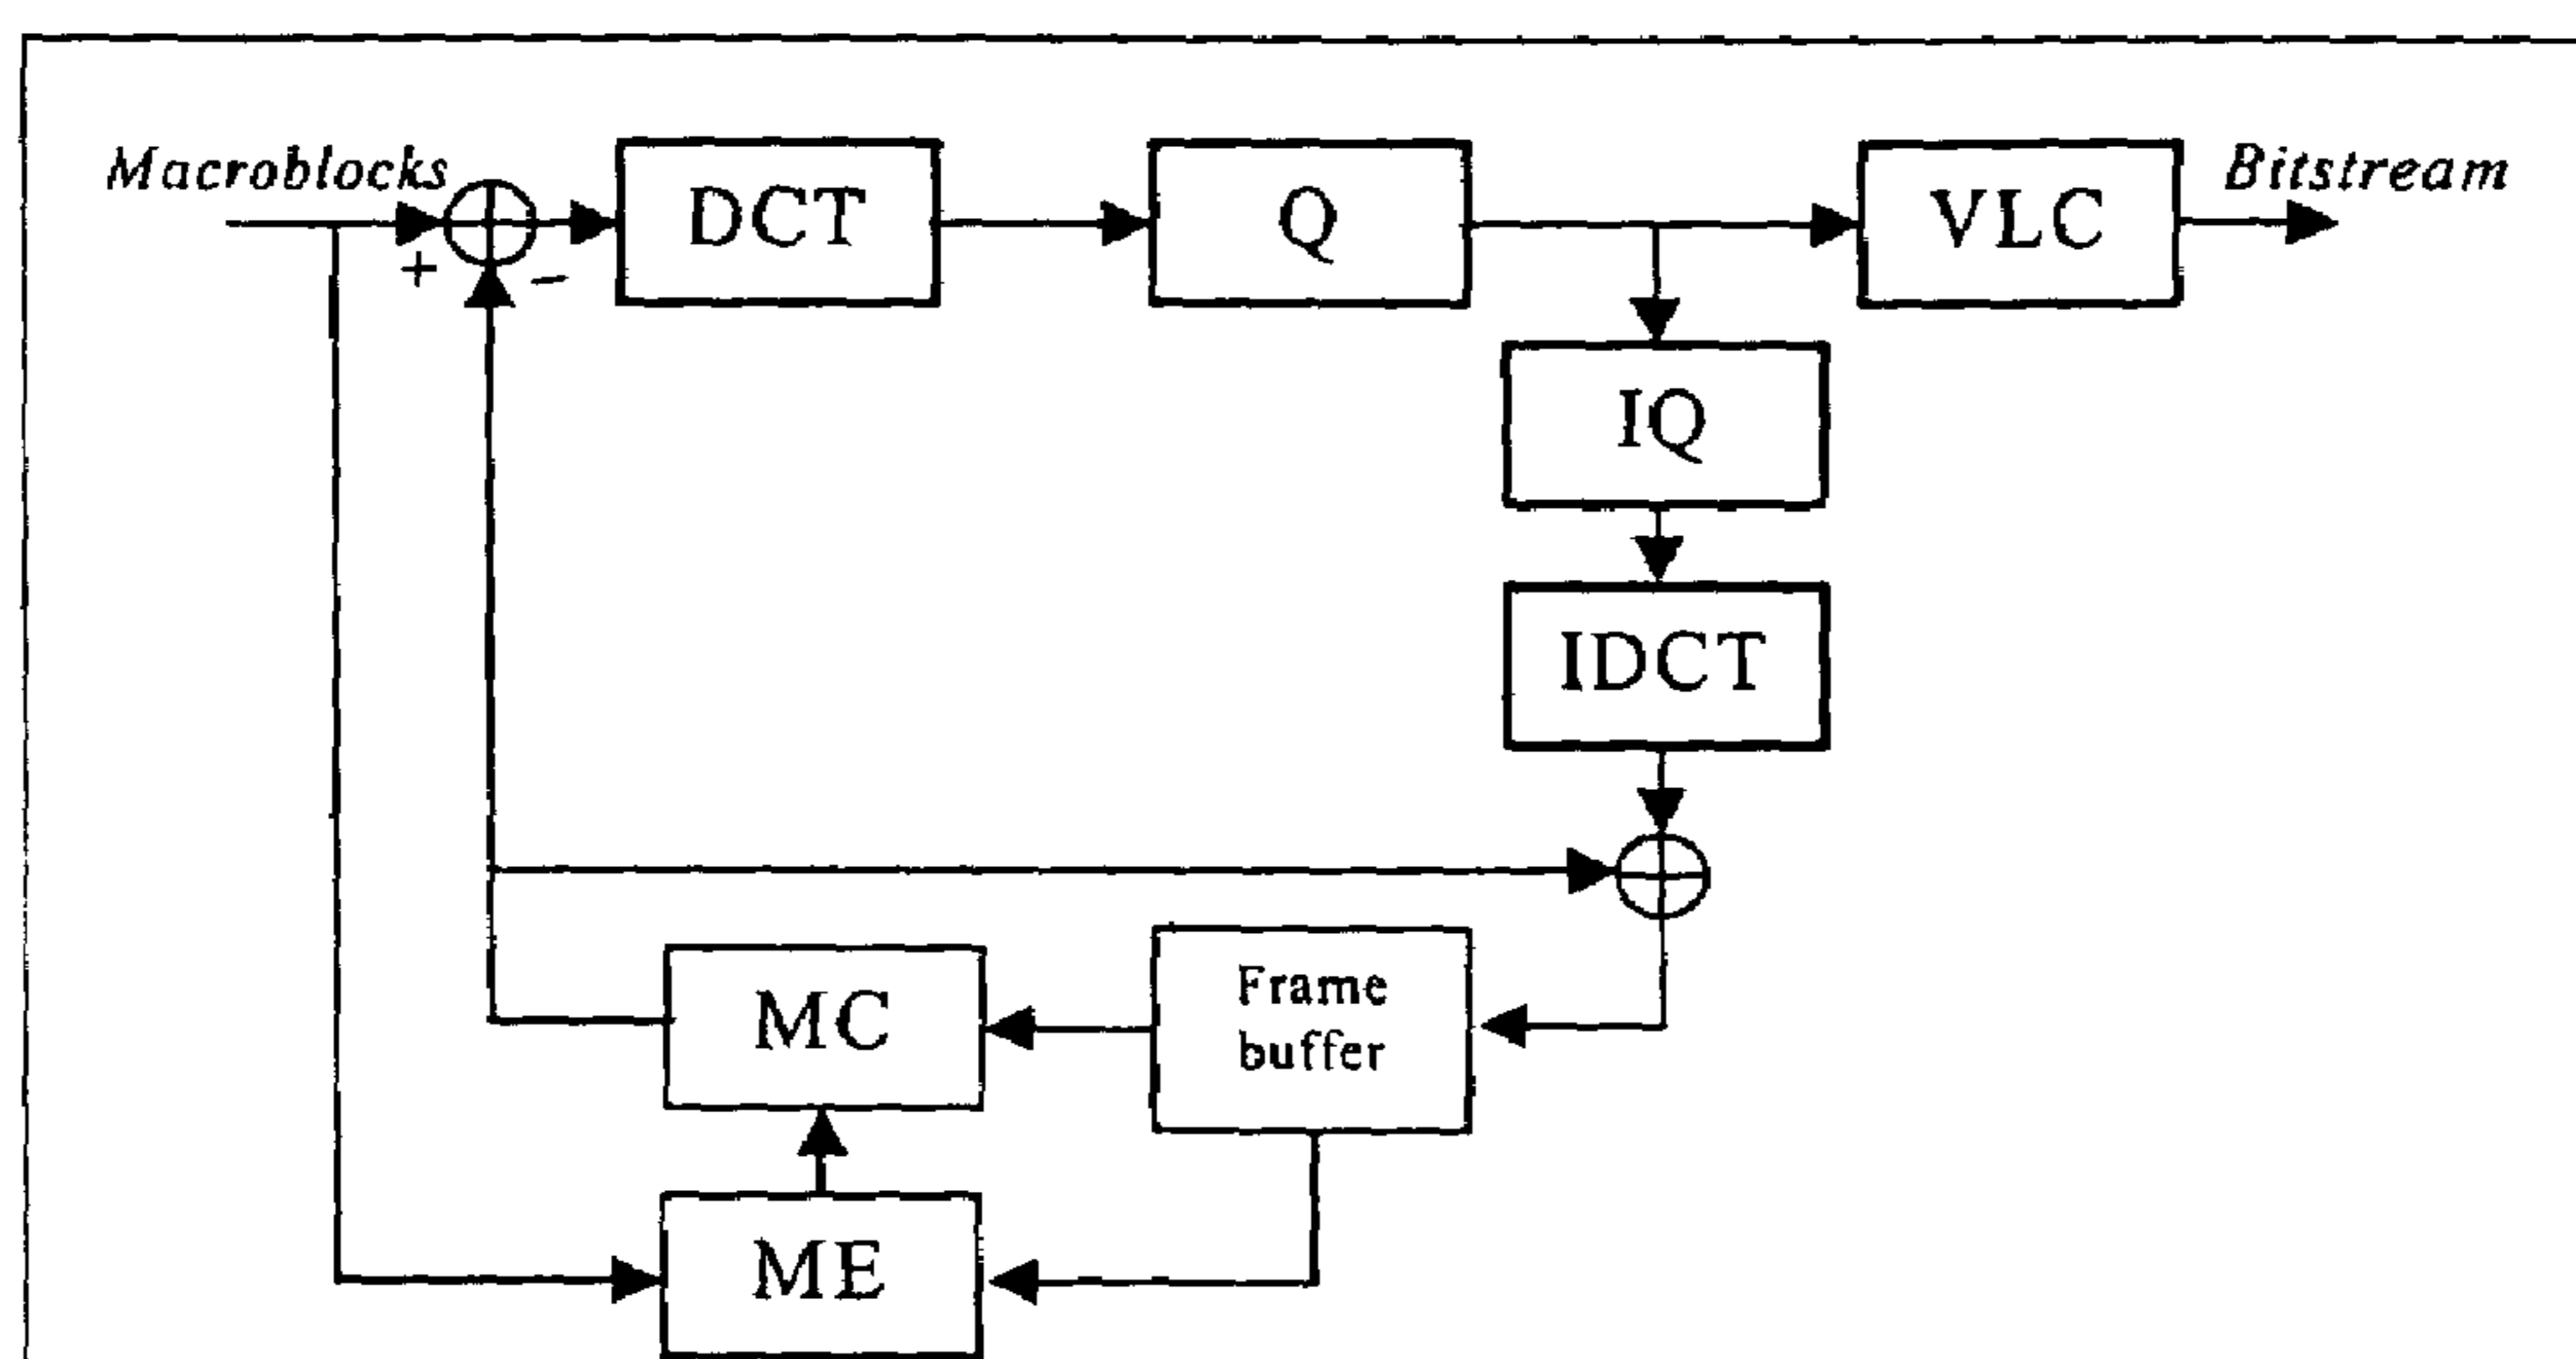 Macroblocks
DCT
Q
VLC
Bitstream
+
−
IQ
IDCT
MC
Frame
buffer
ME